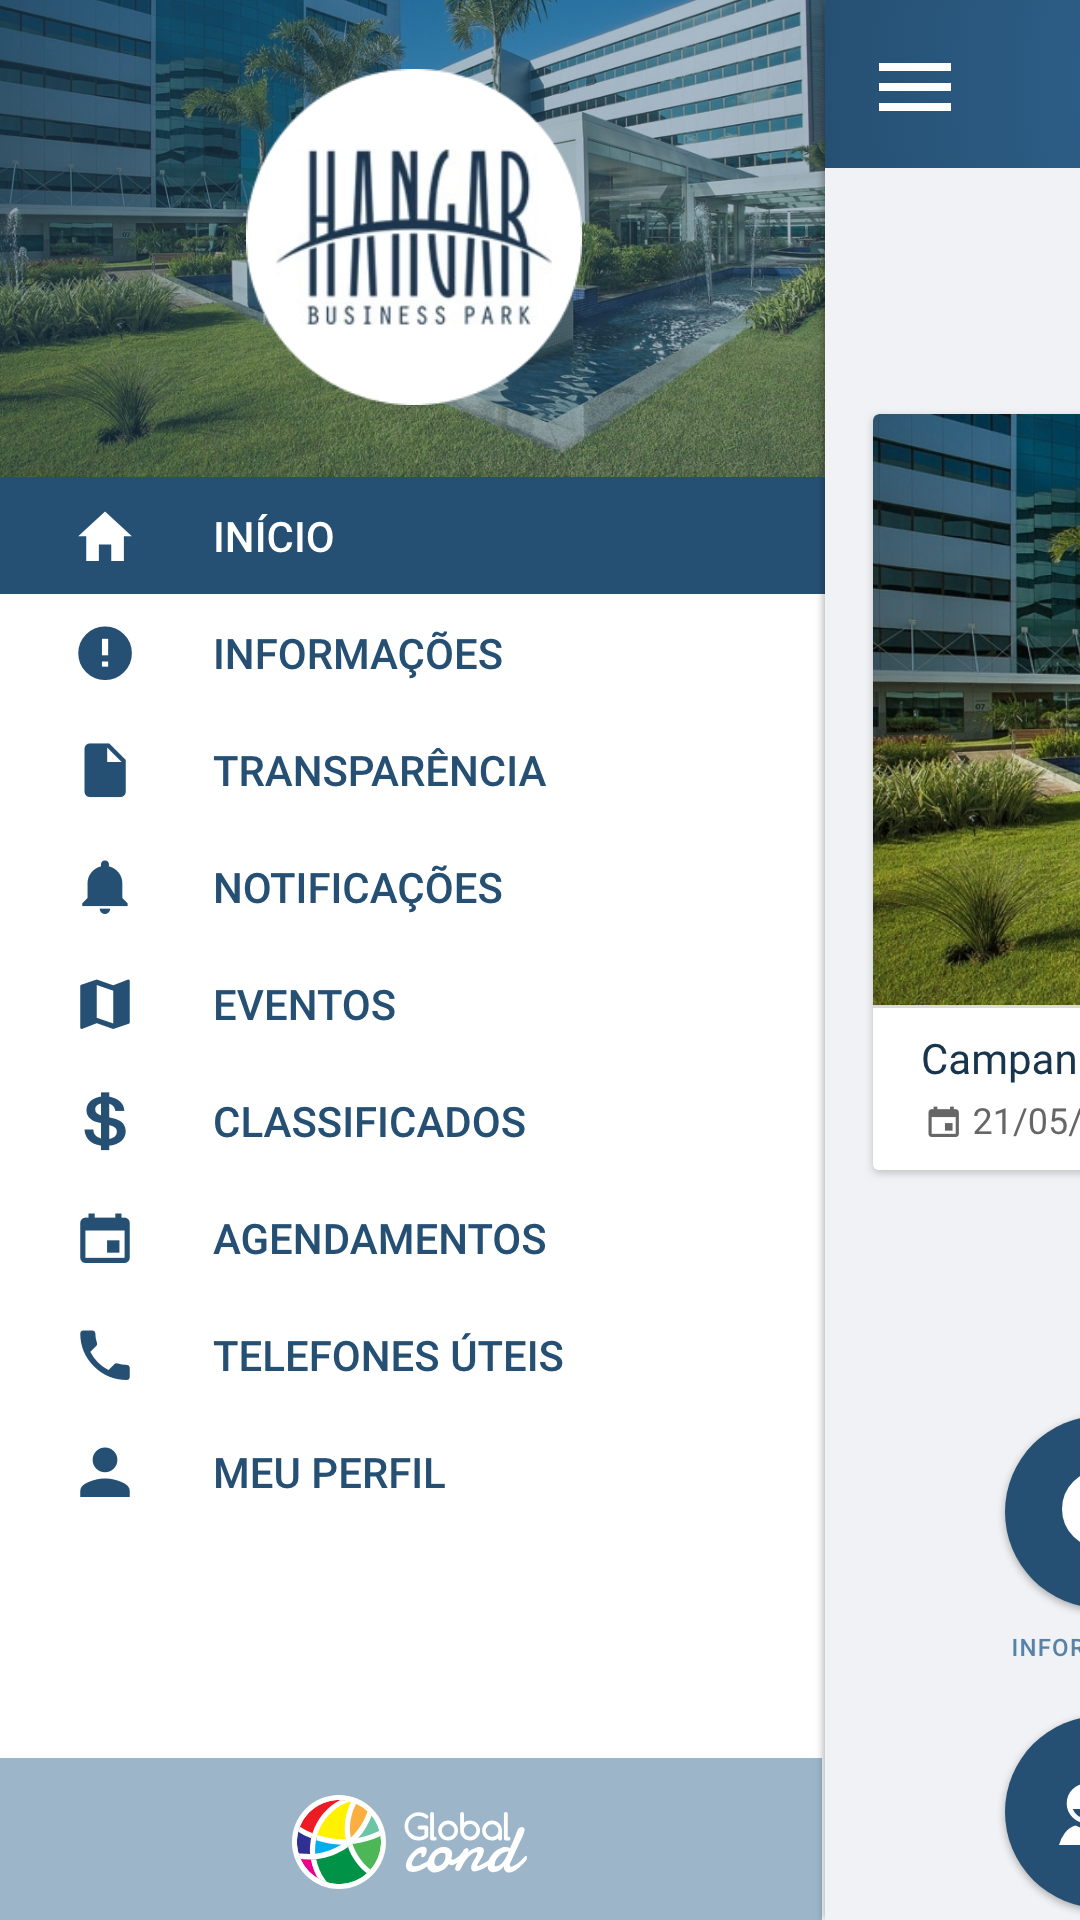 HANGAR
BUSINESS PARK
INÍCIO
INFORMAÇÕES
TRANSPARÊNCIA
NOTIFICAÇÕES
EVENTOS
CLASSIFICADOS
AGENDAMENTOS
TELEFONES ÚTEIS
MEU PERFIL
Global
cond
07
Campan
21/05/
INFOR